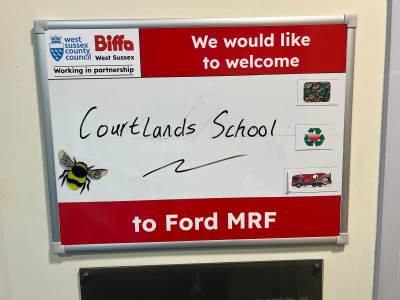 west
sussex
county
council
Biffa
West Sussex
Working in partnership
We would like
to welcome
Courtlands School
to Ford MRF